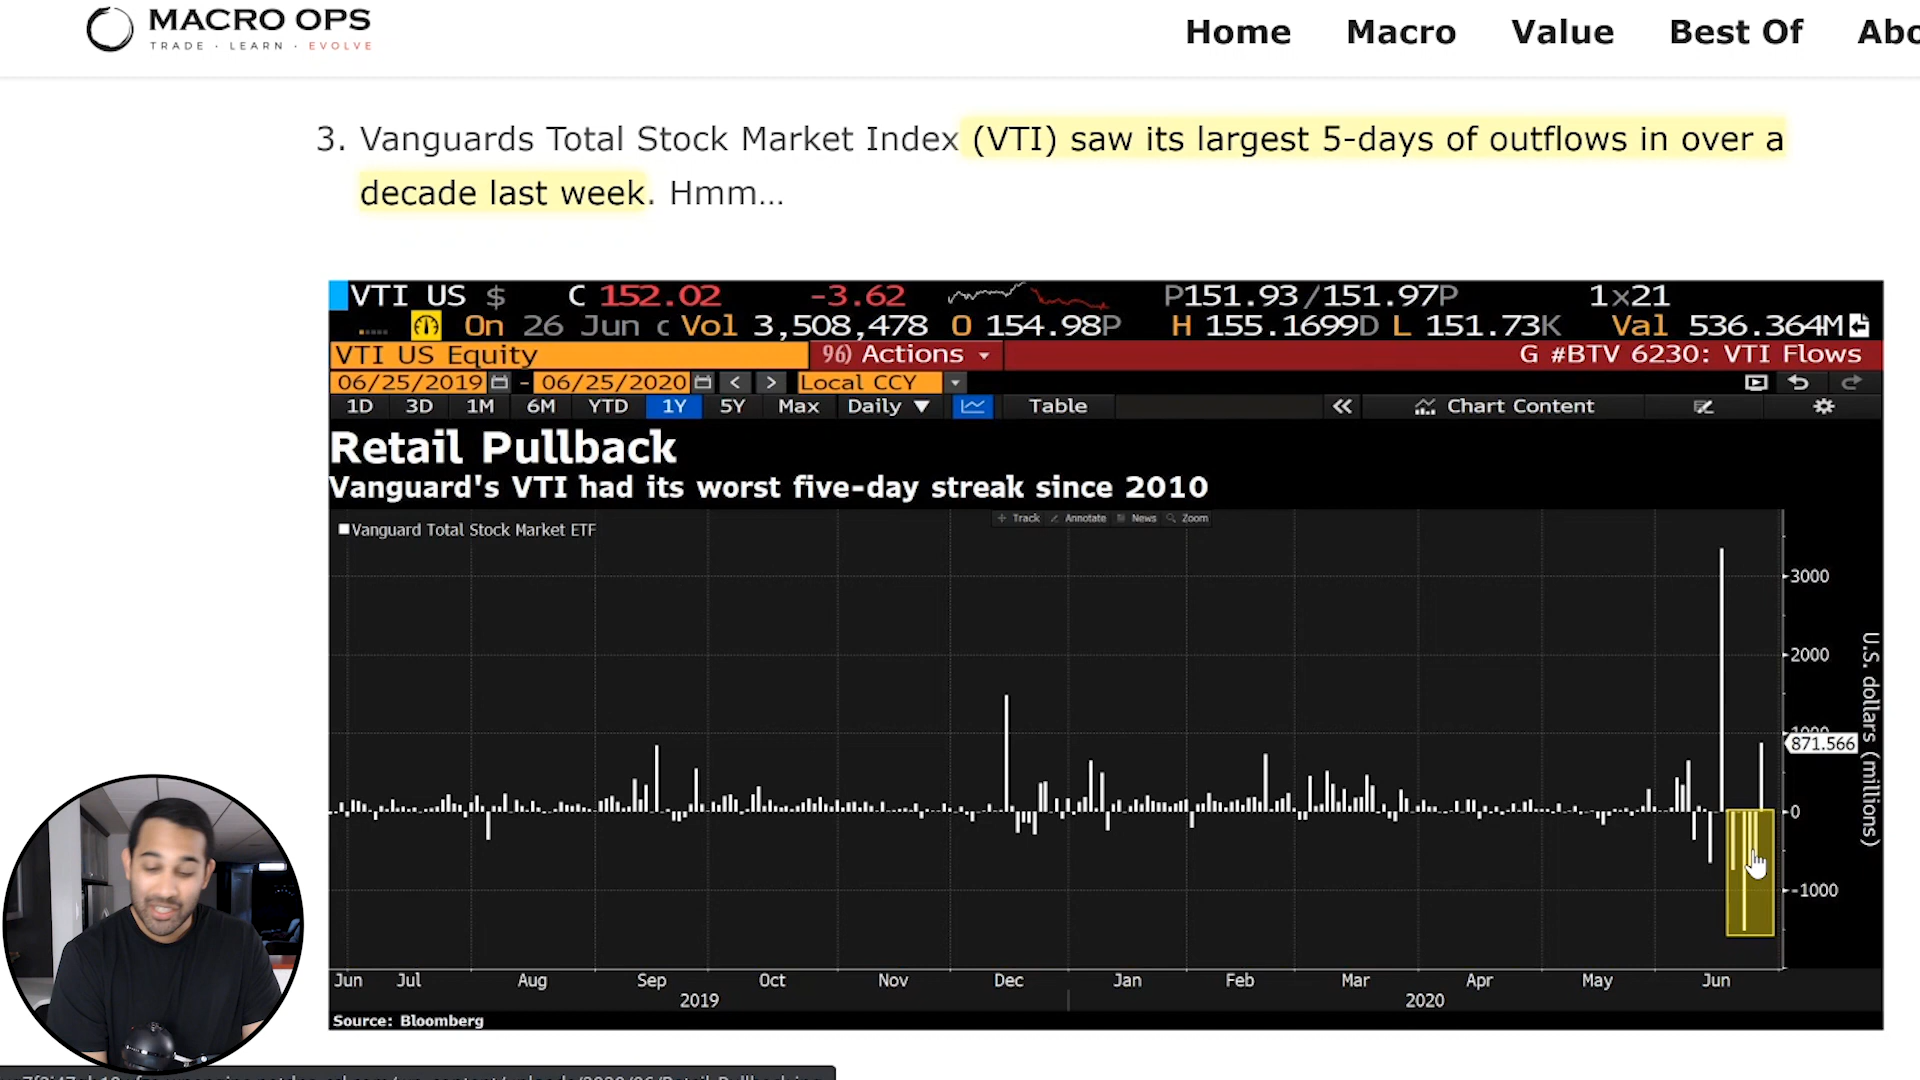 MACRO OPS
TRADE · LEARN · EVOLVE
Home Macro Value Best Of Abo
3. Vanguards Total Stock Market Index (VTI) saw its largest 5-days of outflows in over a
decade last week. Hmm...
VTI US $ C 152.02 -3.62 P151.93/151.97P 1x21
On 26 Jun c Vol 3,508,478 O 154.98P H 155.1699D L 151.73K Val 536.364M
VTI US Equity 96) Actions G #BTV 6230: VTI Flows
06/25/2019 - 06/25/2020 < > Local CCY
1D 3D 1M 6M YTD 1Y 5Y Max Daily ▼ Table « Chart Content
Retail Pullback
Vanguard's VTI had its worst five-day streak since 2010
Track Annotate News Zoom
Vanguard Total Stock Market ETF
3000
2000
1000
871.566
0
-1000
U.S. dollars (millions)
Jun Jul Aug Sep Oct Nov Dec Jan Feb Mar Apr May Jun
2019 2020
Source: Bloomberg